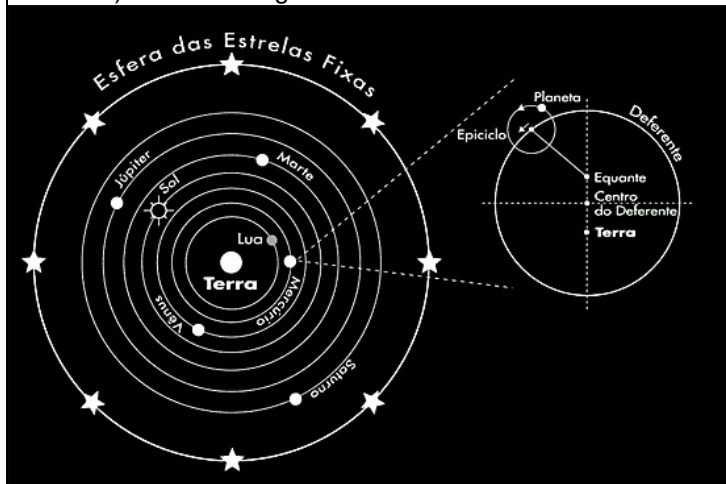 Esfera das Estrelas Fixas
Júpiter
Sol
Marte
Lua
Terra
Vênus
Mercúrio
Saturno
Planeta
Epiciclo
Deferente
Equante
Centro
do Deferente
Terra